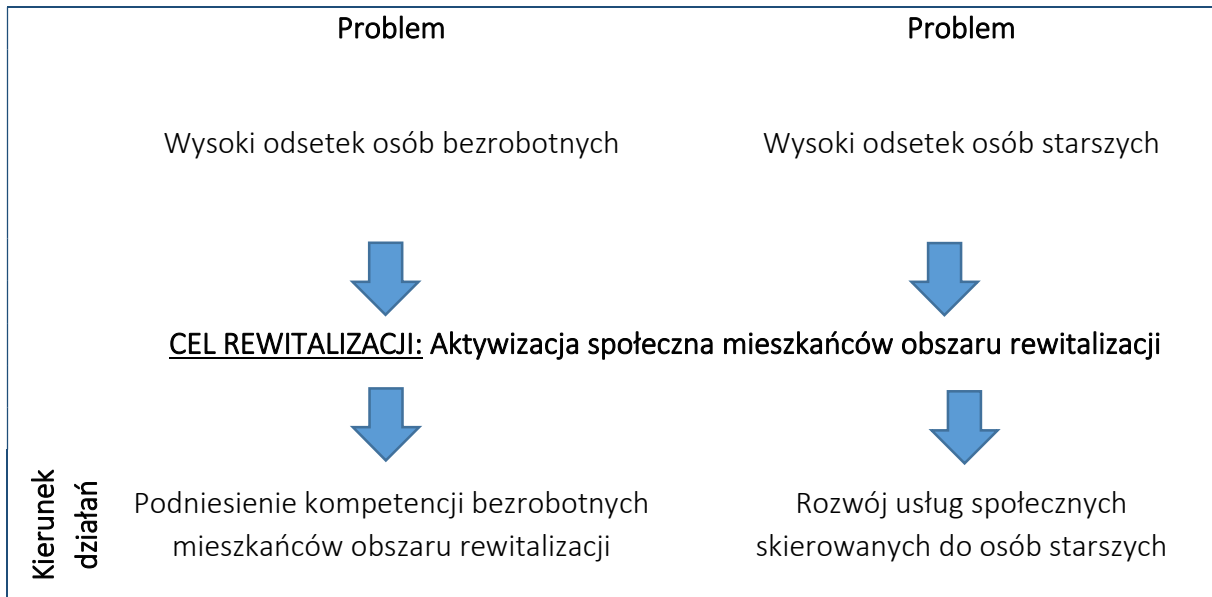 Problem
Problem
Wysoki odsetek osób bezrobotnych
Wysoki odsetek osób starszych
CEL REWITALIZACJI: Aktywizacja społeczna mieszkańców obszaru rewitalizacji
Kierunek
działań
Podniesienie kompetencji bezrobotnych
mieszkańców obszaru rewitalizacji
Rozwój usług społecznych
skierowanych do osób starszych